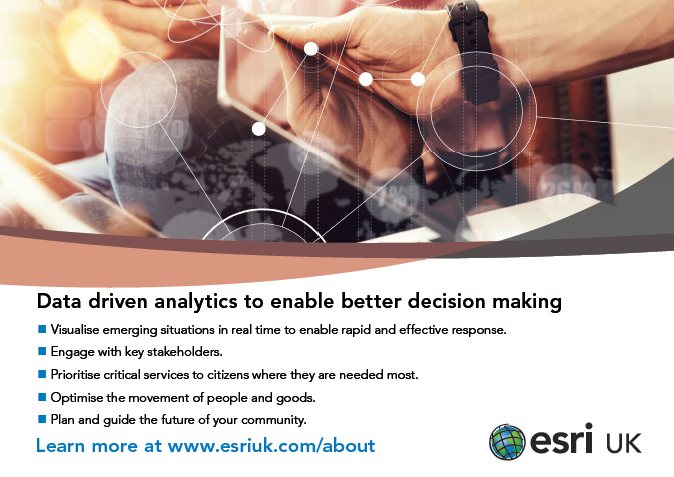 26%
Data driven analytics to enable better decision making
Visualise emerging situations in real time to enable rapid and effective response.
Engage with key stakeholders.
Prioritise critical services to citizens where they are needed most.
Optimise the movement of people and goods.
Plan and guide the future of your community.
Learn more at www.esriuk.com/about
esri UK